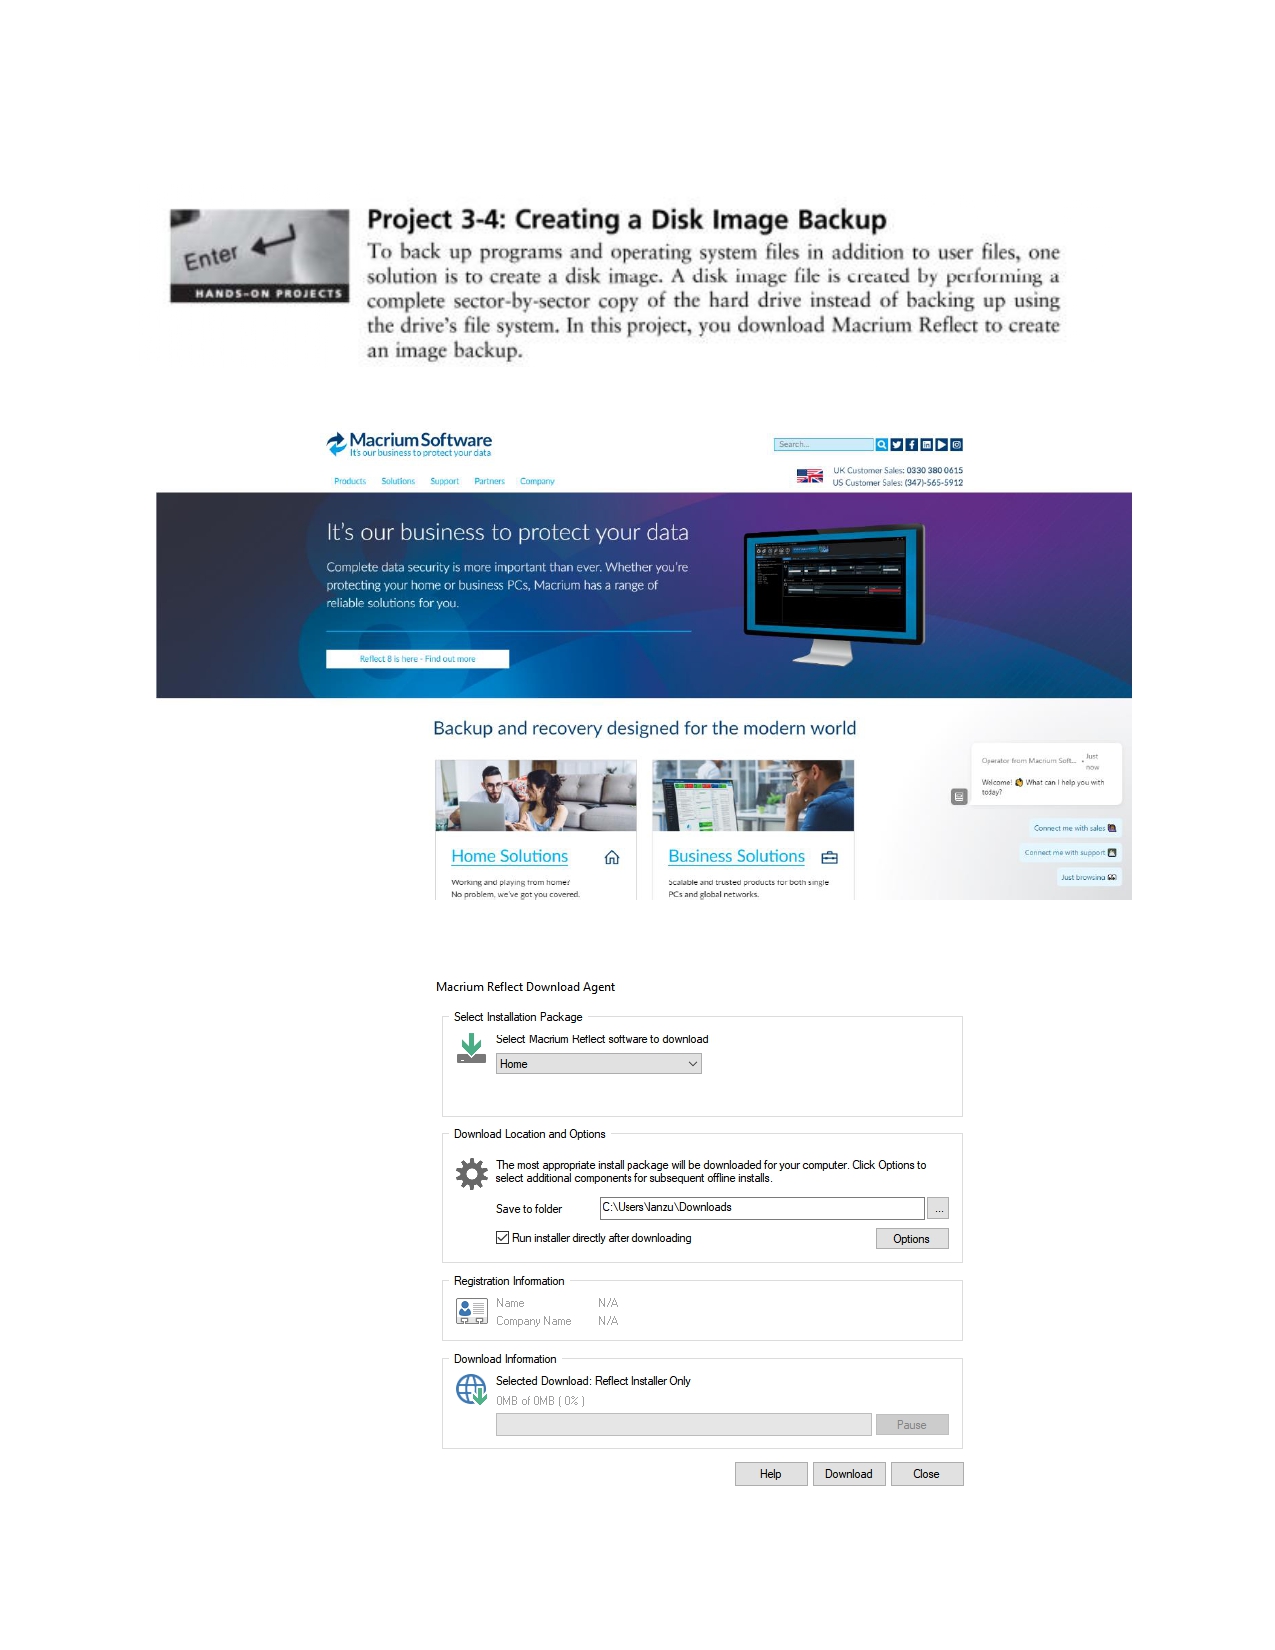 Enter
HANDS-ON PROJECTS
Project 3-4: Creating a Disk Image Backup
To back up programs and operating system files in addition to user files, one
solution is to create a disk image. A disk image file is created by performing a
complete sector-by-sector copy of the hard drive instead of backing up using
the drive's file system. In this project, you download Macrium Reflect to create
an image backup.
Macrium Software
It's our business to protect your data
Search...
Products Solutions Support Partners Company
UK Customer Sales: 0330 380 0615
US Customer Sales: (347)-565-5912
It's our business to protect your data
Complete data security is more important than ever. Whether you're
protecting your home or business PCs, Macrium has a range of
reliable solutions for you.
Reflect 8 is here - Find out more
Backup and recovery designed for the modern world
Operator from Macrium Soft... • Just now
Welcome! What can I help you with
today?
Connect me with sales
Connect me with support
Just browsing
Home Solutions
Working and playing from home?
No problem, we've got you covered.
Business Solutions
Scalable and trusted products for both single
PCs and global networks.
Macrium Reflect Download Agent
Select Installation Package
Select Macrium Reflect software to download
Home
Download Location and Options
The most appropriate install package will be downloaded for your computer. Click Options to
select additional components for subsequent offline installs.
Save to folder C:\Users\lanzu\Downloads ...
Run installer directly after downloading Options
Registration Information
Name N/A
Company Name N/A
Download Information
Selected Download: Reflect Installer Only
0MB of 0MB ( 0% )
Pause
Help Download Close